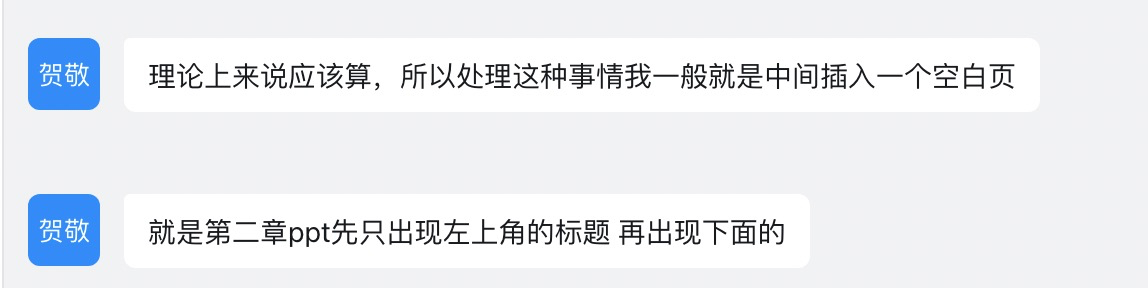 贺敬
理论上来说应该算，所以处理这种事情我一般就是中间插入一个空白页
贺敬
就是第二章ppt先只出现左上角的标题 再出现下面的